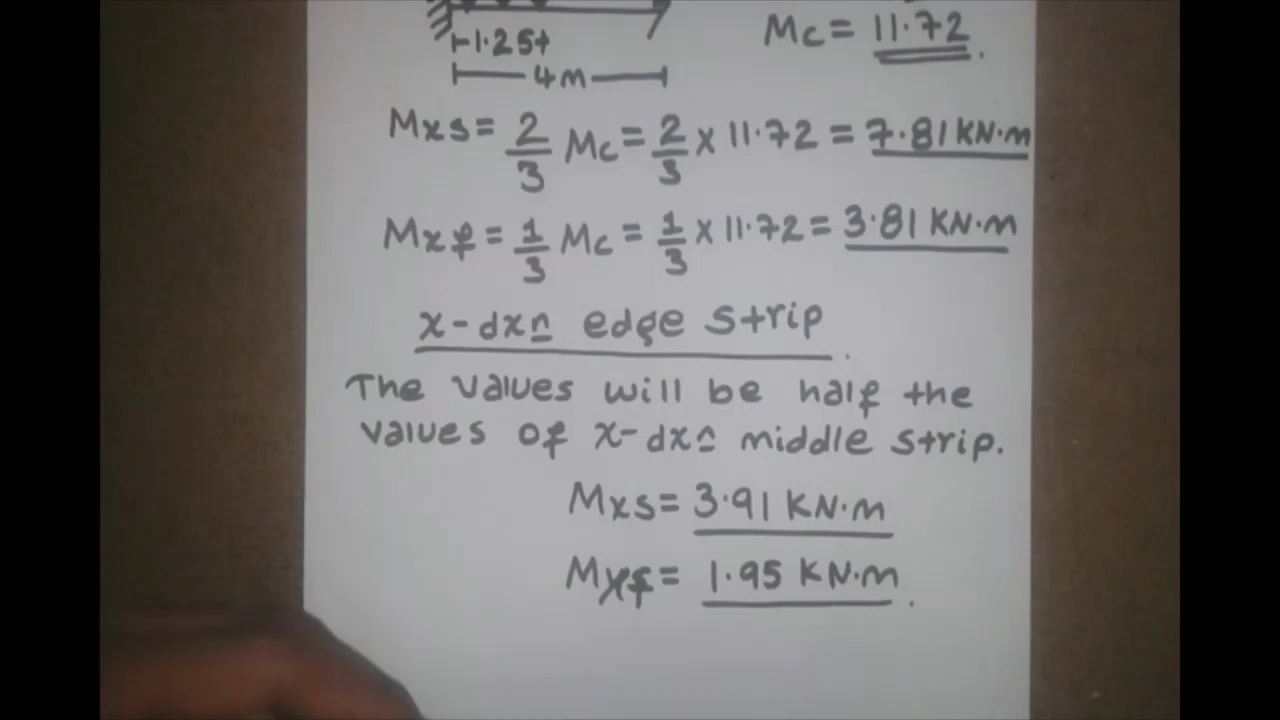 Mc = 11.72.
1.25
4m
Mxs = 2/3 Mc = 2/3 x 11.72 = 7.81 KN.m
Mxf = 1/3 Mc = 1/3 x 11.72 = 3.81 KN.m
x-dxn edge strip.
The values will be half the
values of x-dxn middle strip.
Mxs = 3.91 KN.m
Mxf = 1.95 KN.m.